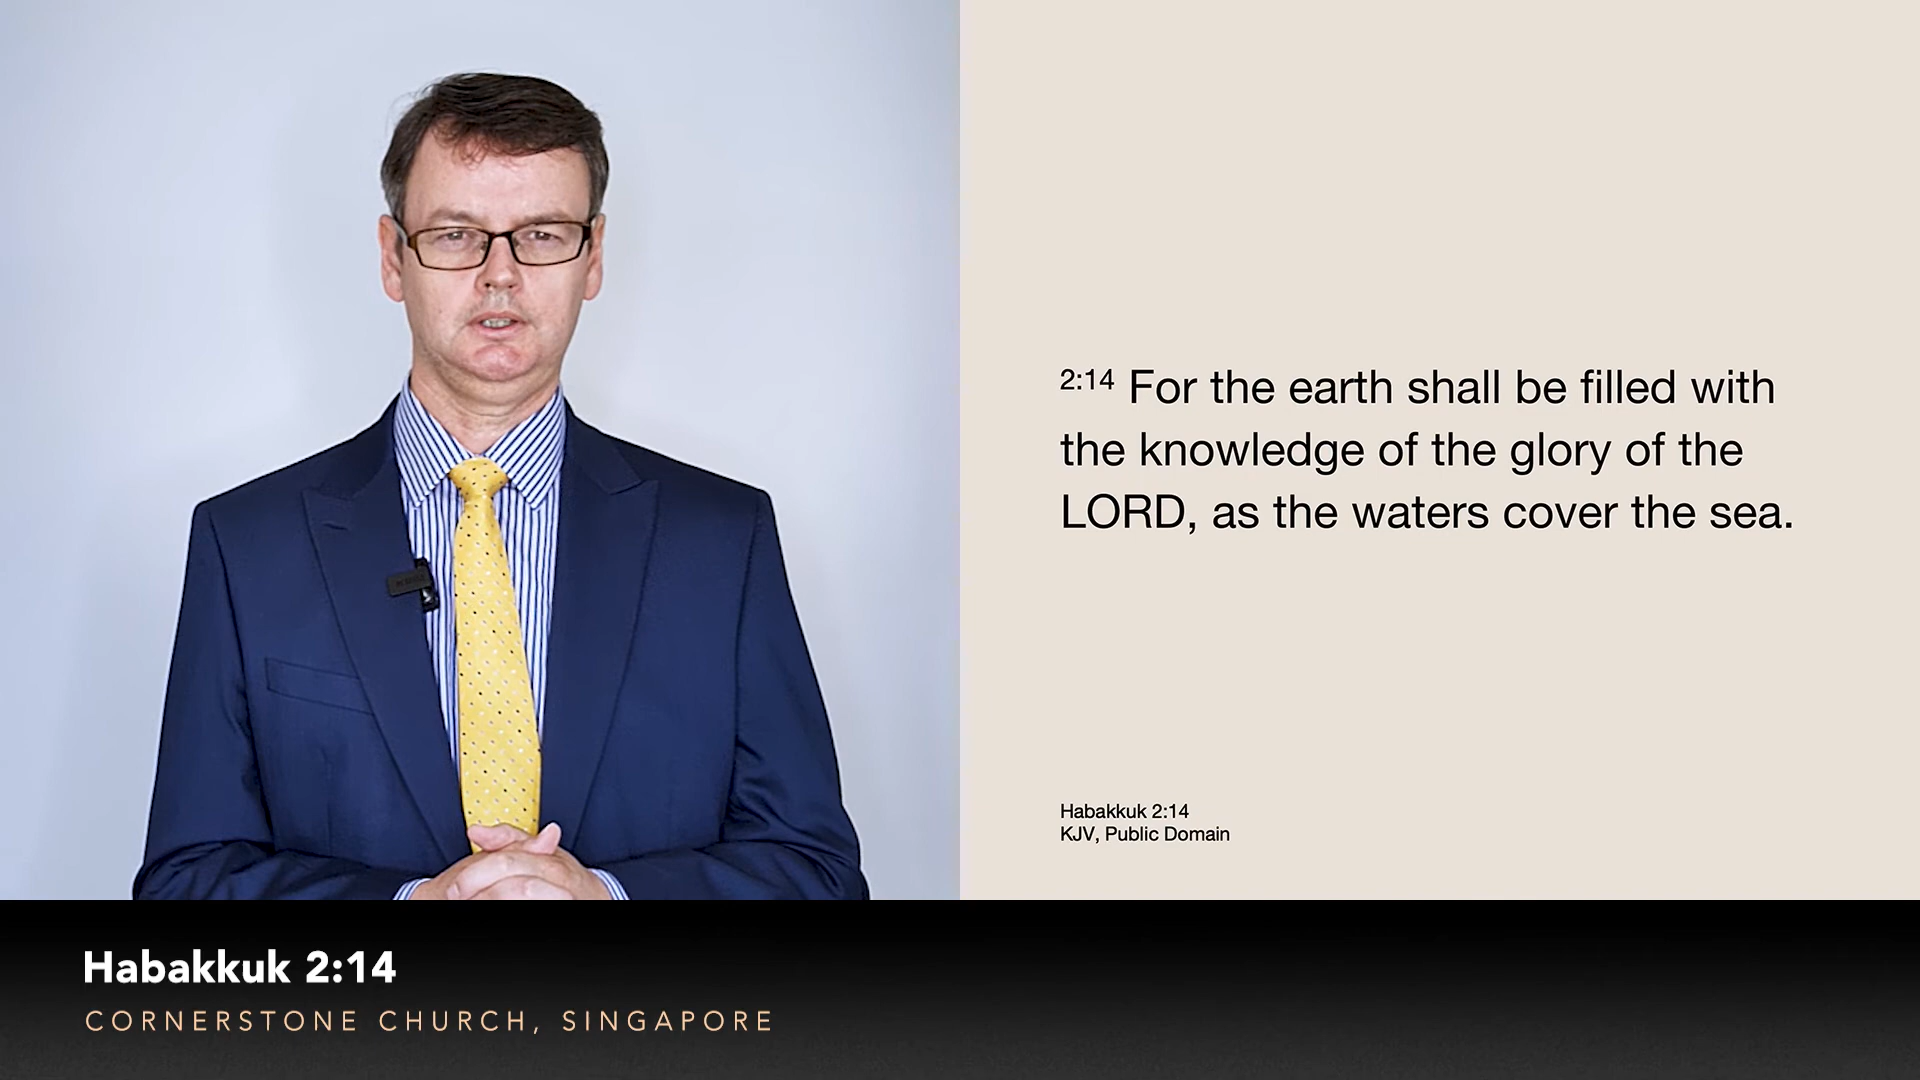 2:14 For the earth shall be filled with
the knowledge of the glory of the
LORD, as the waters cover the sea.
Habakkuk 2:14
KJV, Public Domain
Habakkuk 2:14
CORNERSTONE CHURCH, SINGAPORE